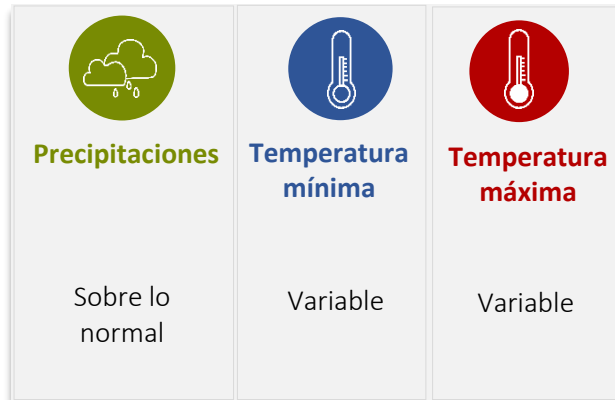 Precipitaciones
Sobre lo
normal
Temperatura
mínima
Variable
Temperatura
máxima
Variable